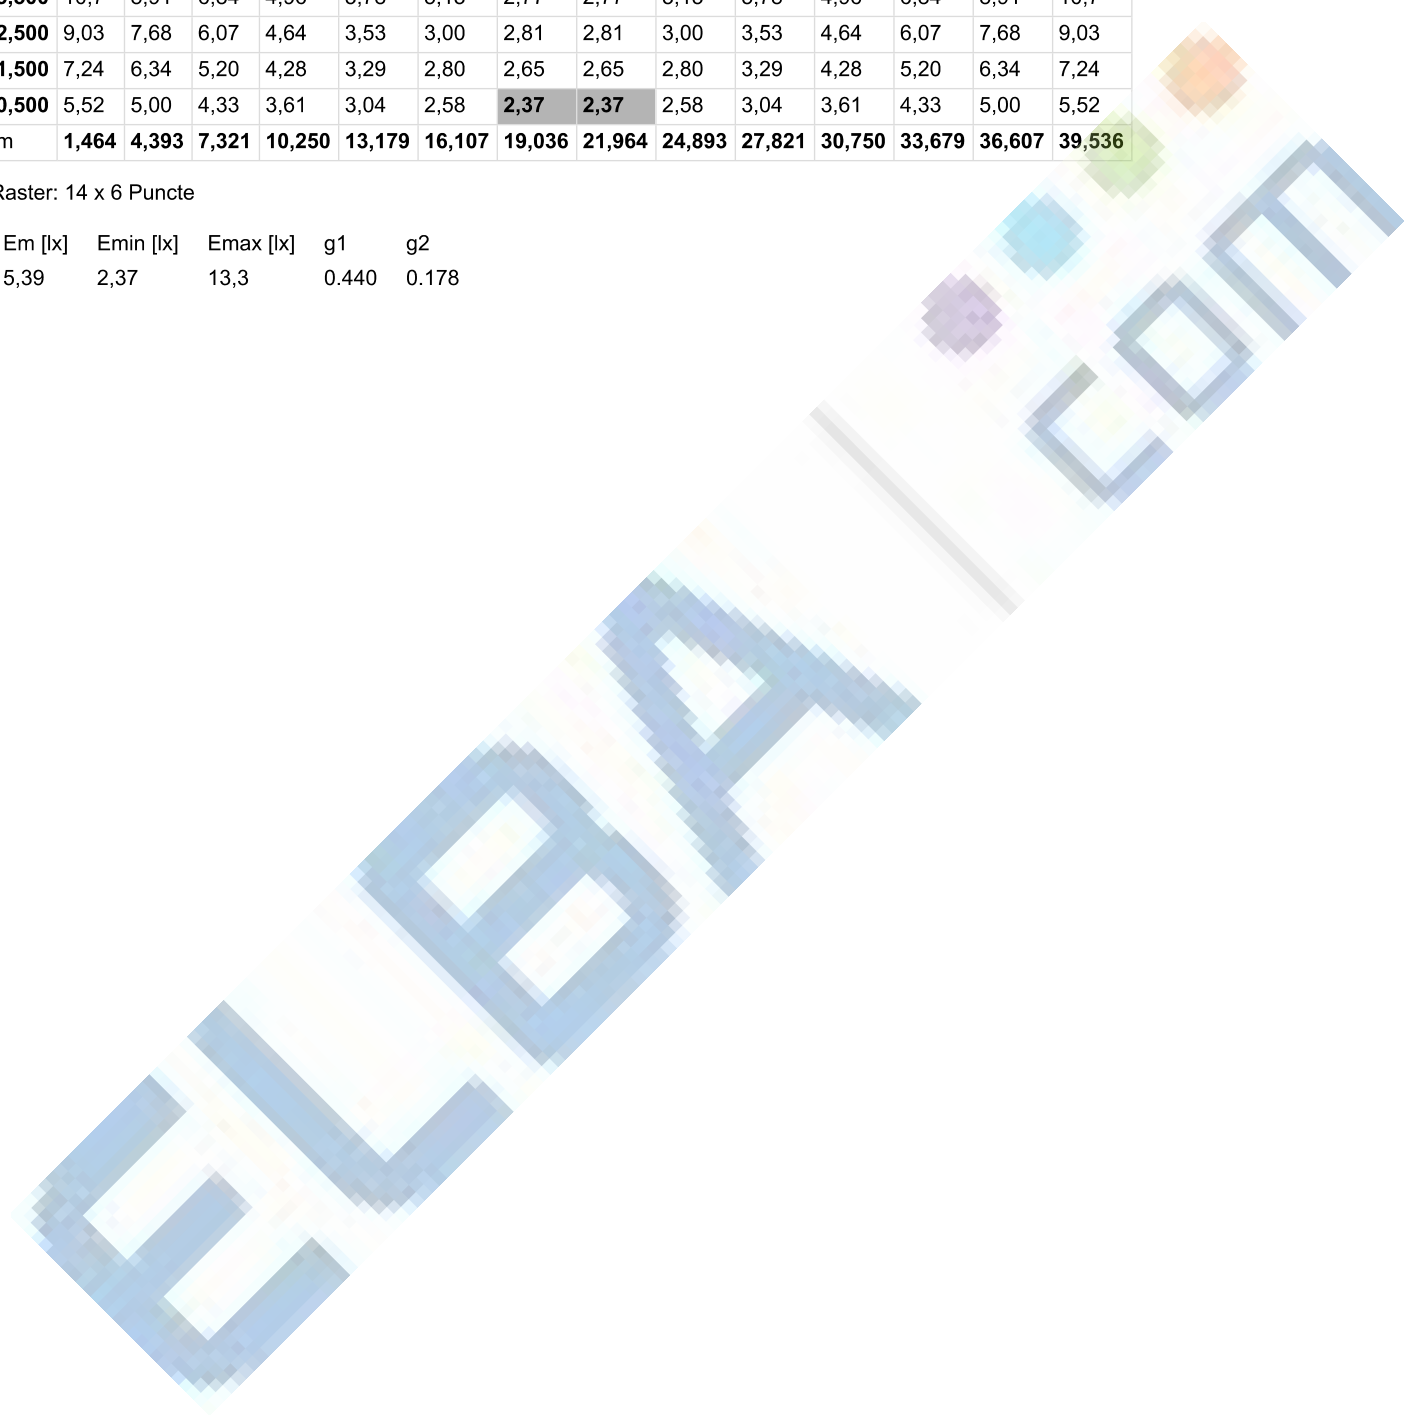 2,500 9,03 7,68 6,07 4,64 3,53 3,00 2,81 2,81 3,00 3,53 4,64 6,07 7,68 9,03
1,500 7,24 6,34 5,20 4,28 3,29 2,80 2,65 2,65 2,80 3,29 4,28 5,20 6,34 7,24
0,500 5,52 5,00 4,33 3,61 3,04 2,58 2,37 2,37 2,58 3,04 3,61 4,33 5,00 5,52
m 1,464 4,393 7,321 10,250 13,179 16,107 19,036 21,964 24,893 27,821 30,750 33,679 36,607 39,536
Raster: 14 x 6 Puncte
Em [lx] Emin [lx] Emax [lx] g1 g2
5,39 2,37 13,3 0.440 0.178
ELBA com